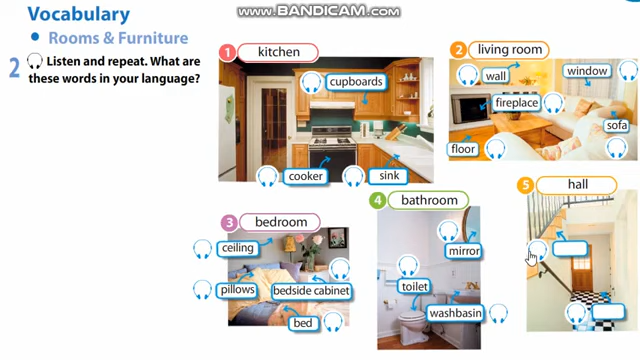 WWW.BANDICAM.COM
Vocabulary
Rooms & Furniture
2 Listen and repeat. What are
these words in your language?
1 kitchen
cupboards
cooker
sink
2 living room
wall
window
fireplace
sofa
floor
3 bedroom
ceiling
pillows
bedside cabinet
bed
4 bathroom
mirror
toilet
washbasin
5 hall